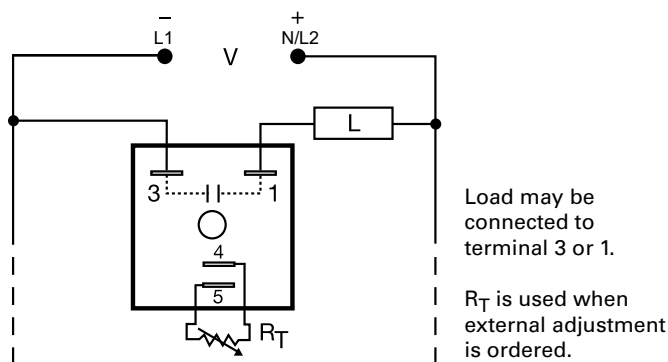 – +
L1 V N/L2
L
3 1
4
5
RT
Load may be
connected to
terminal 3 or 1.
RT is used when
external adjustment
is ordered.